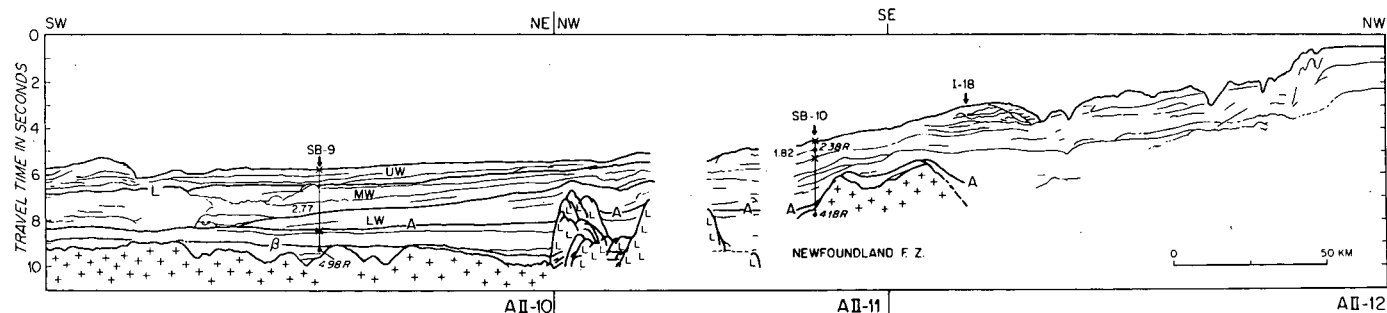 SW NE NW SE NW
TRAVEL TIME IN SECONDS
0
2
4
6
8
10
SB-9
UW
L
MW
2.77
LW
A
β
4.98R
L L L L L L L L L L
A
L
L
L
L
A
SB-10
2.38R
1.82
I-18
A
A
4.18R
NEWFOUNDLAND F. Z.
0 50 KM
AII-10 AII-11 AII-12